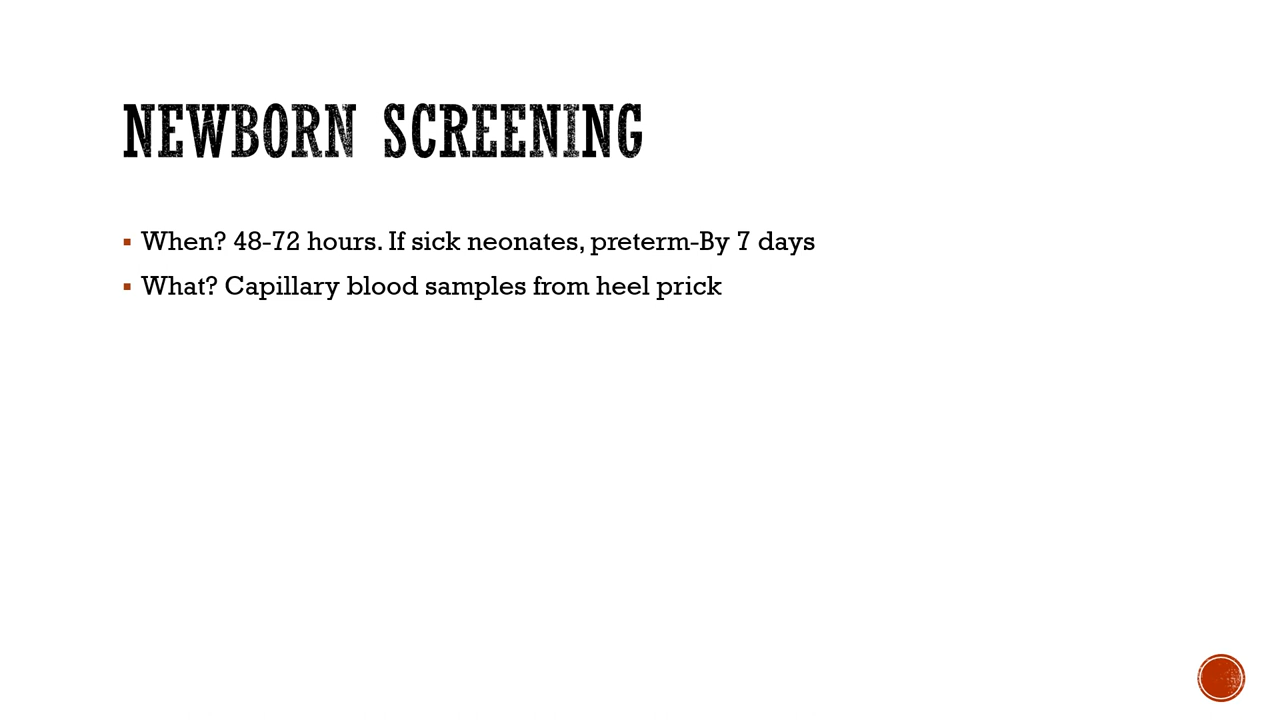 NEWBORN SCREENING
▪ When? 48-72 hours. If sick neonates, preterm-By 7 days
▪ What? Capillary blood samples from heel prick